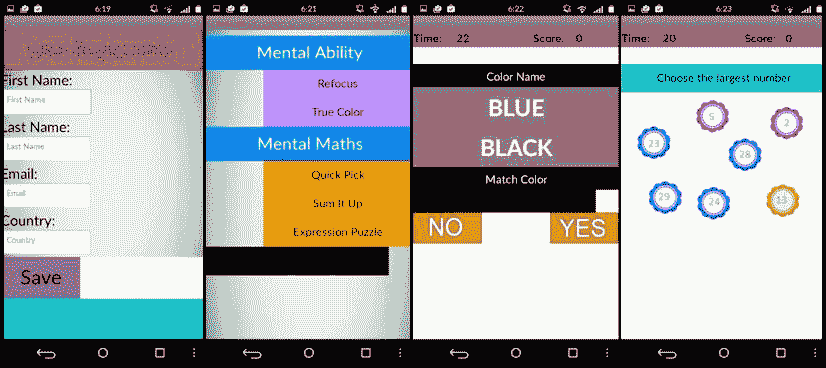 6:19
First Name:
First Name
Last Name:
Last Name
Email:
Email
Country:
Country
Save
6:21
Mental Ability
Refocus
True Color
Mental Maths
Quick Pick
Sum It Up
Expression Puzzle
6:22
Time: 22 Score: 0
Color Name
BLUE
BLACK
Match Color
NO YES
6:23
Time: 20 Score: 0
Choose the largest number
5
2
23
28
29
24
13